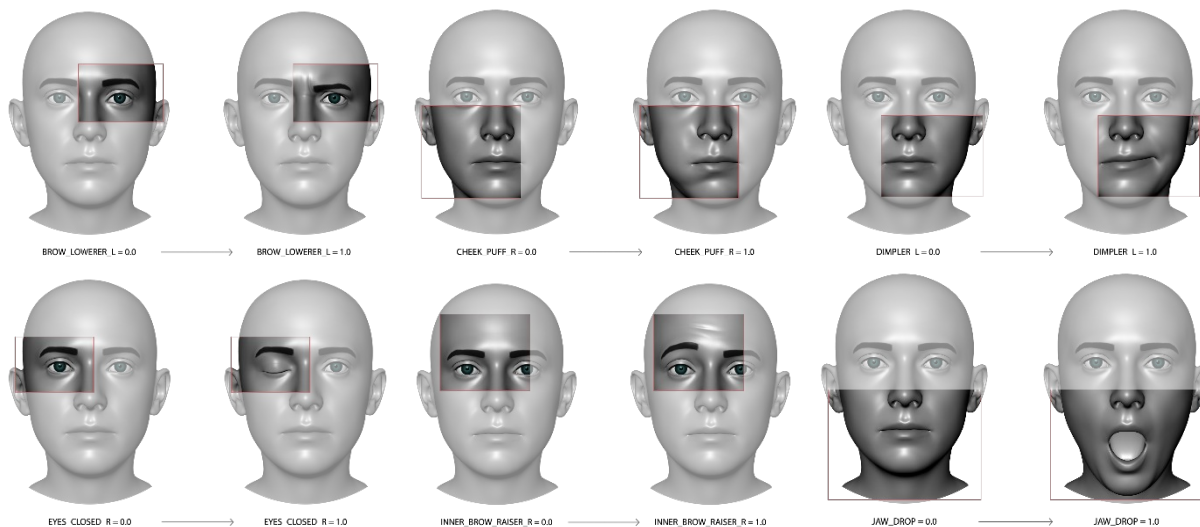 BROW_LOWERER_L = 0.0
BROW_LOWERER_L = 1.0
CHEEK_PUFF_R = 0.0
CHEEK_PUFF_R = 1.0
DIMPLER_L = 0.0
DIMPLER_L = 1.0
EYES_CLOSED_R = 0.0
EYES_CLOSED_R = 1.0
INNER_BROW_RAISER_R = 0.0
INNER_BROW_RAISER_R = 1.0
JAW_DROP = 0.0
JAW_DROP = 1.0